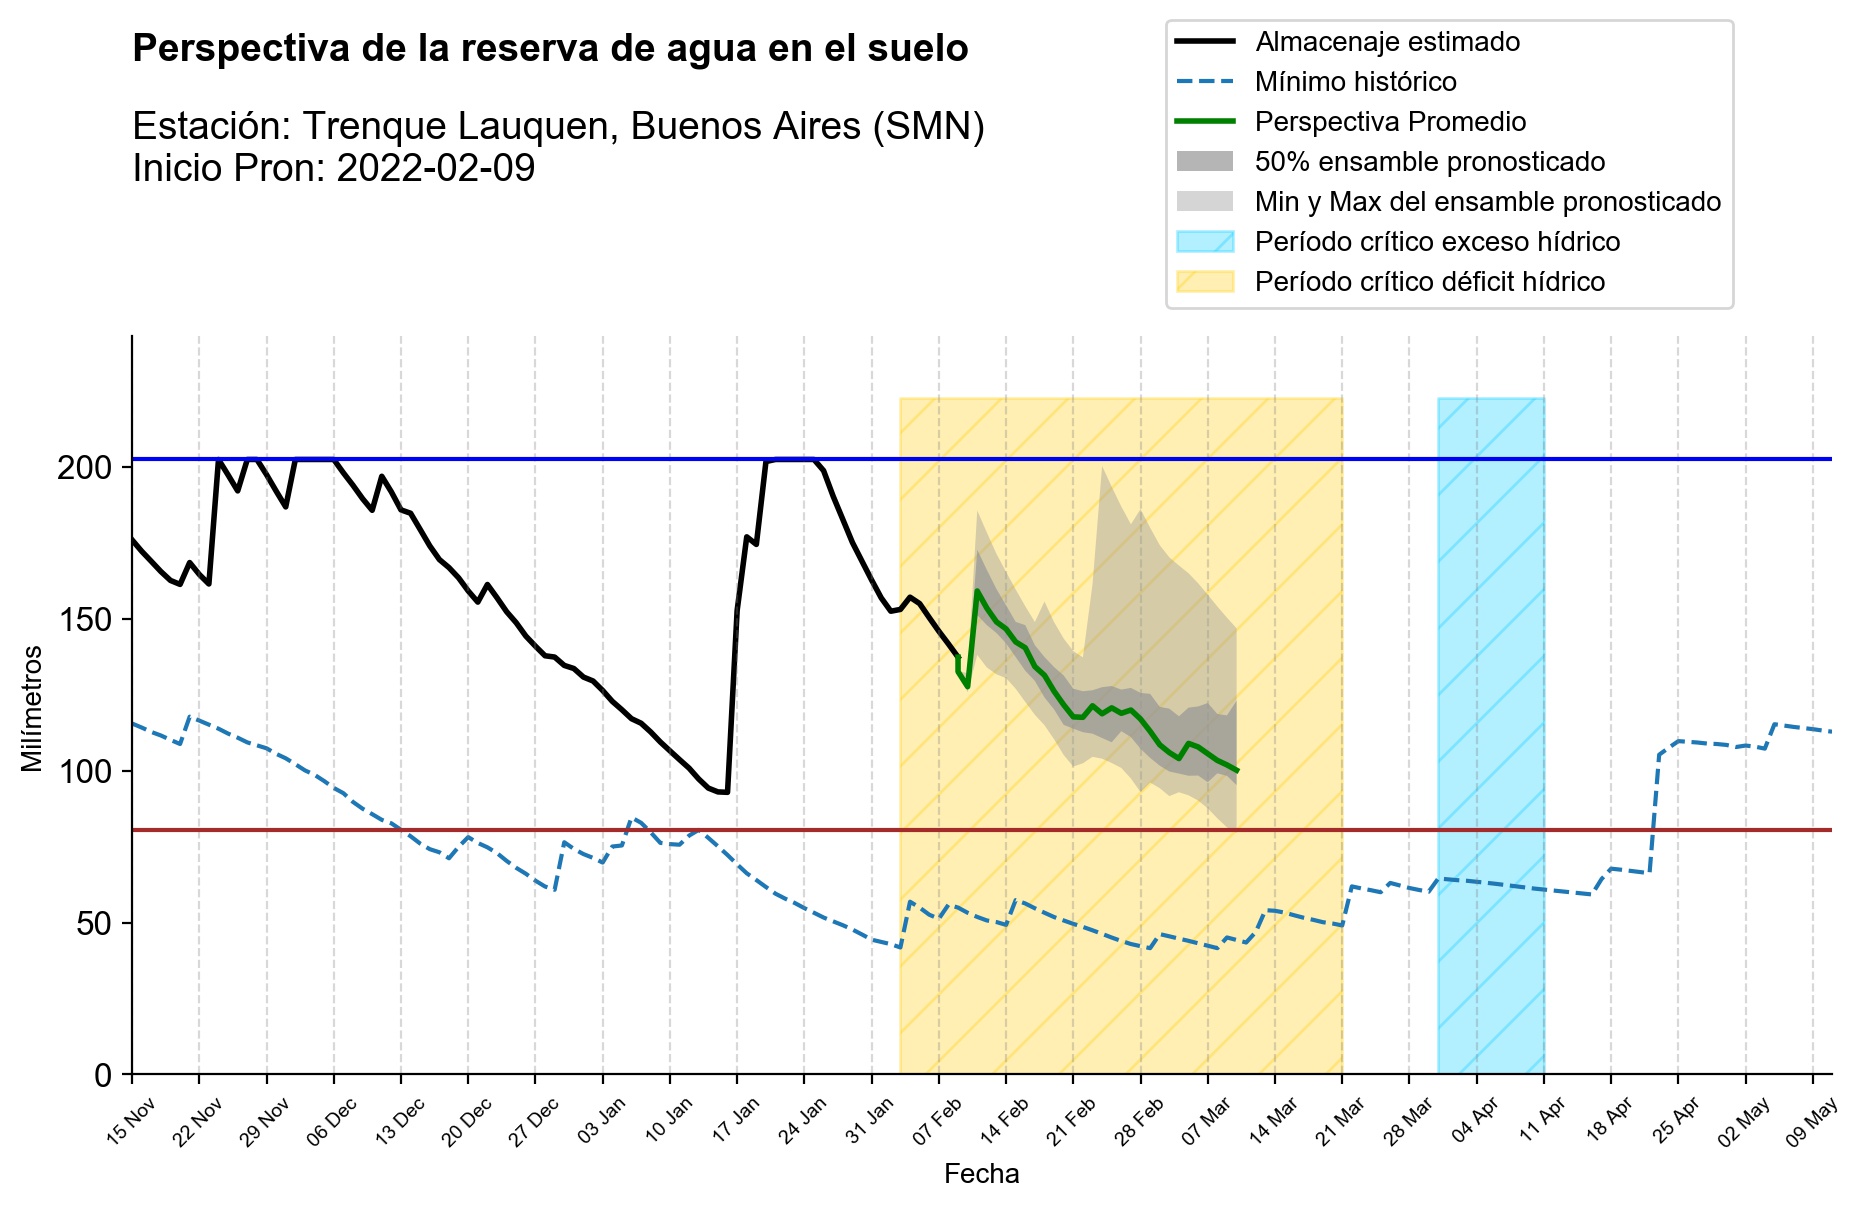 Perspectiva de la reserva de agua en el suelo
Estación: Trenque Lauquen, Buenos Aires (SMN)
Inicio Pron: 2022-02-09
Almacenaje estimado
Mínimo histórico
Perspectiva Promedio
50% ensamble pronosticado
Min y Max del ensamble pronosticado
Período crítico exceso hídrico
Período crítico déficit hídrico
Milímetros
200
150
100
50
0
15 Nov
22 Nov
29 Nov
06 Dec
13 Dec
20 Dec
27 Dec
03 Jan
10 Jan
17 Jan
24 Jan
31 Jan
07 Feb
14 Feb
21 Feb
28 Feb
07 Mar
14 Mar
21 Mar
28 Mar
04 Apr
11 Apr
18 Apr
25 Apr
02 May
09 May
Fecha